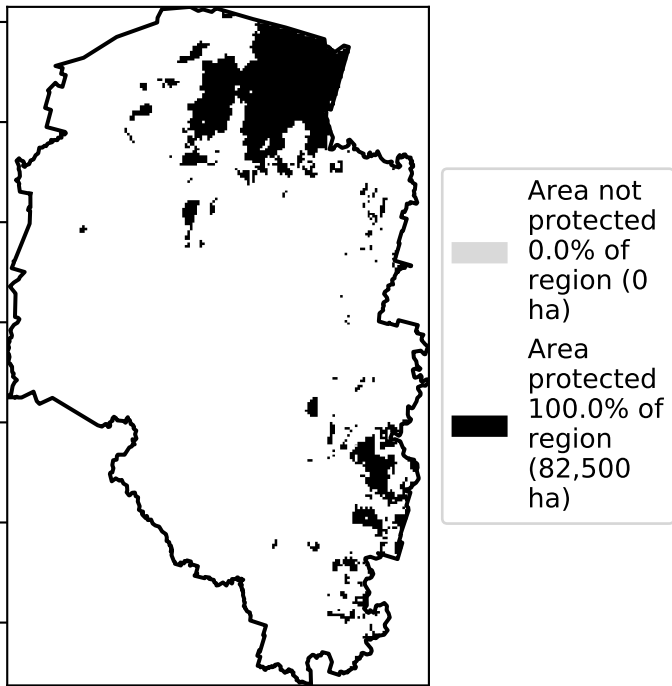 Area not
protected
0.0% of
region (0
ha)
Area
protected
100.0% of
region
(82,500
ha)